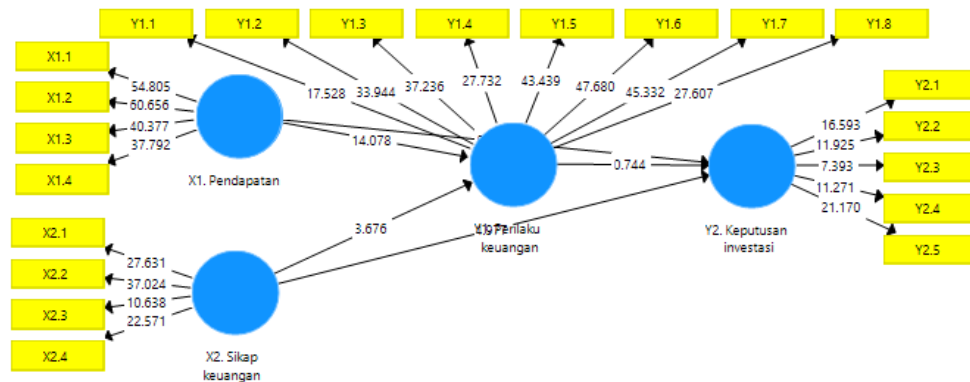 Y1.1 Y1.2 Y1.3 Y1.4 Y1.5 Y1.6 Y1.7 Y1.8
X1.1
X1.2
X1.3
X1.4
54.805
60.656
40.377
37.792
17.528 33.944 37.236 27.732 43.439 47.680 45.332 27.607
14.078
X1. Pendapatan
0.744
Y2.1
Y2.2
Y2.3
Y2.4
Y2.5
16.593
11.925
7.393
11.271
21.170
3.676
keuangan
Y2. Keputusan
investasi
X2.1
X2.2
X2.3
X2.4
27.631
37.024
10.638
22.571
X2. Sikap
keuangan